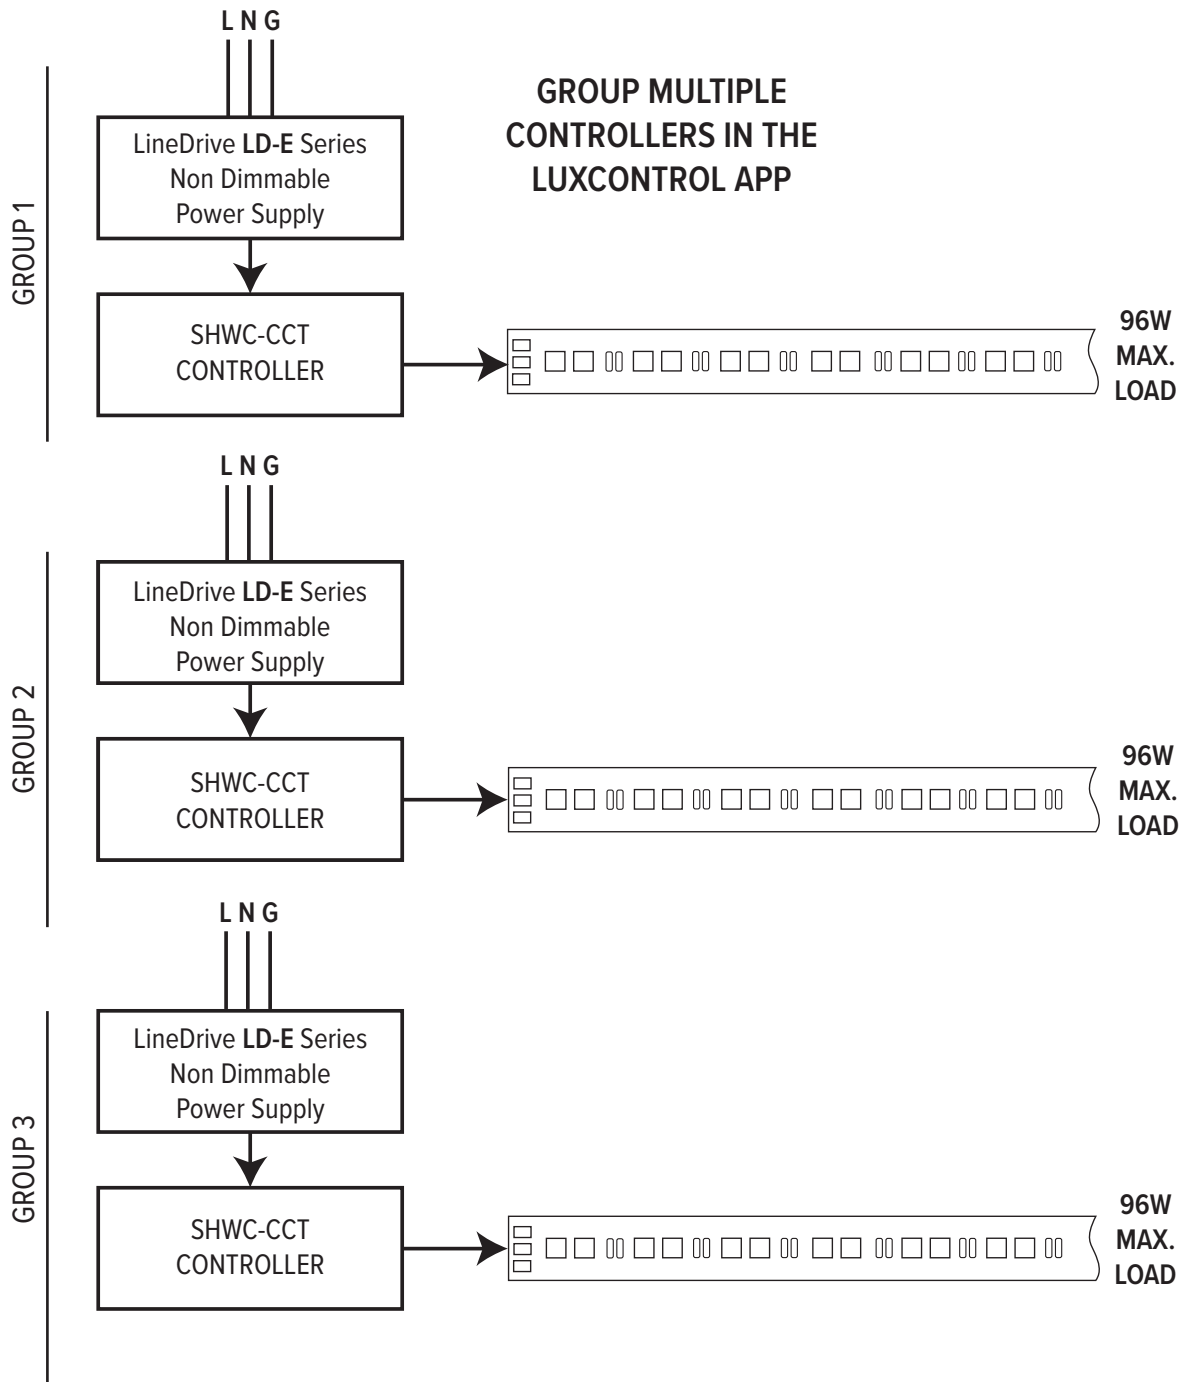 L N G
GROUP MULTIPLE
CONTROLLERS IN THE
LUXCONTROL APP
GROUP 1
LineDrive LD-E Series
Non Dimmable
Power Supply
SHWC-CCT
CONTROLLER
96W
MAX.
LOAD
L N G
GROUP 2
LineDrive LD-E Series
Non Dimmable
Power Supply
SHWC-CCT
CONTROLLER
96W
MAX.
LOAD
L N G
GROUP 3
LineDrive LD-E Series
Non Dimmable
Power Supply
SHWC-CCT
CONTROLLER
96W
MAX.
LOAD